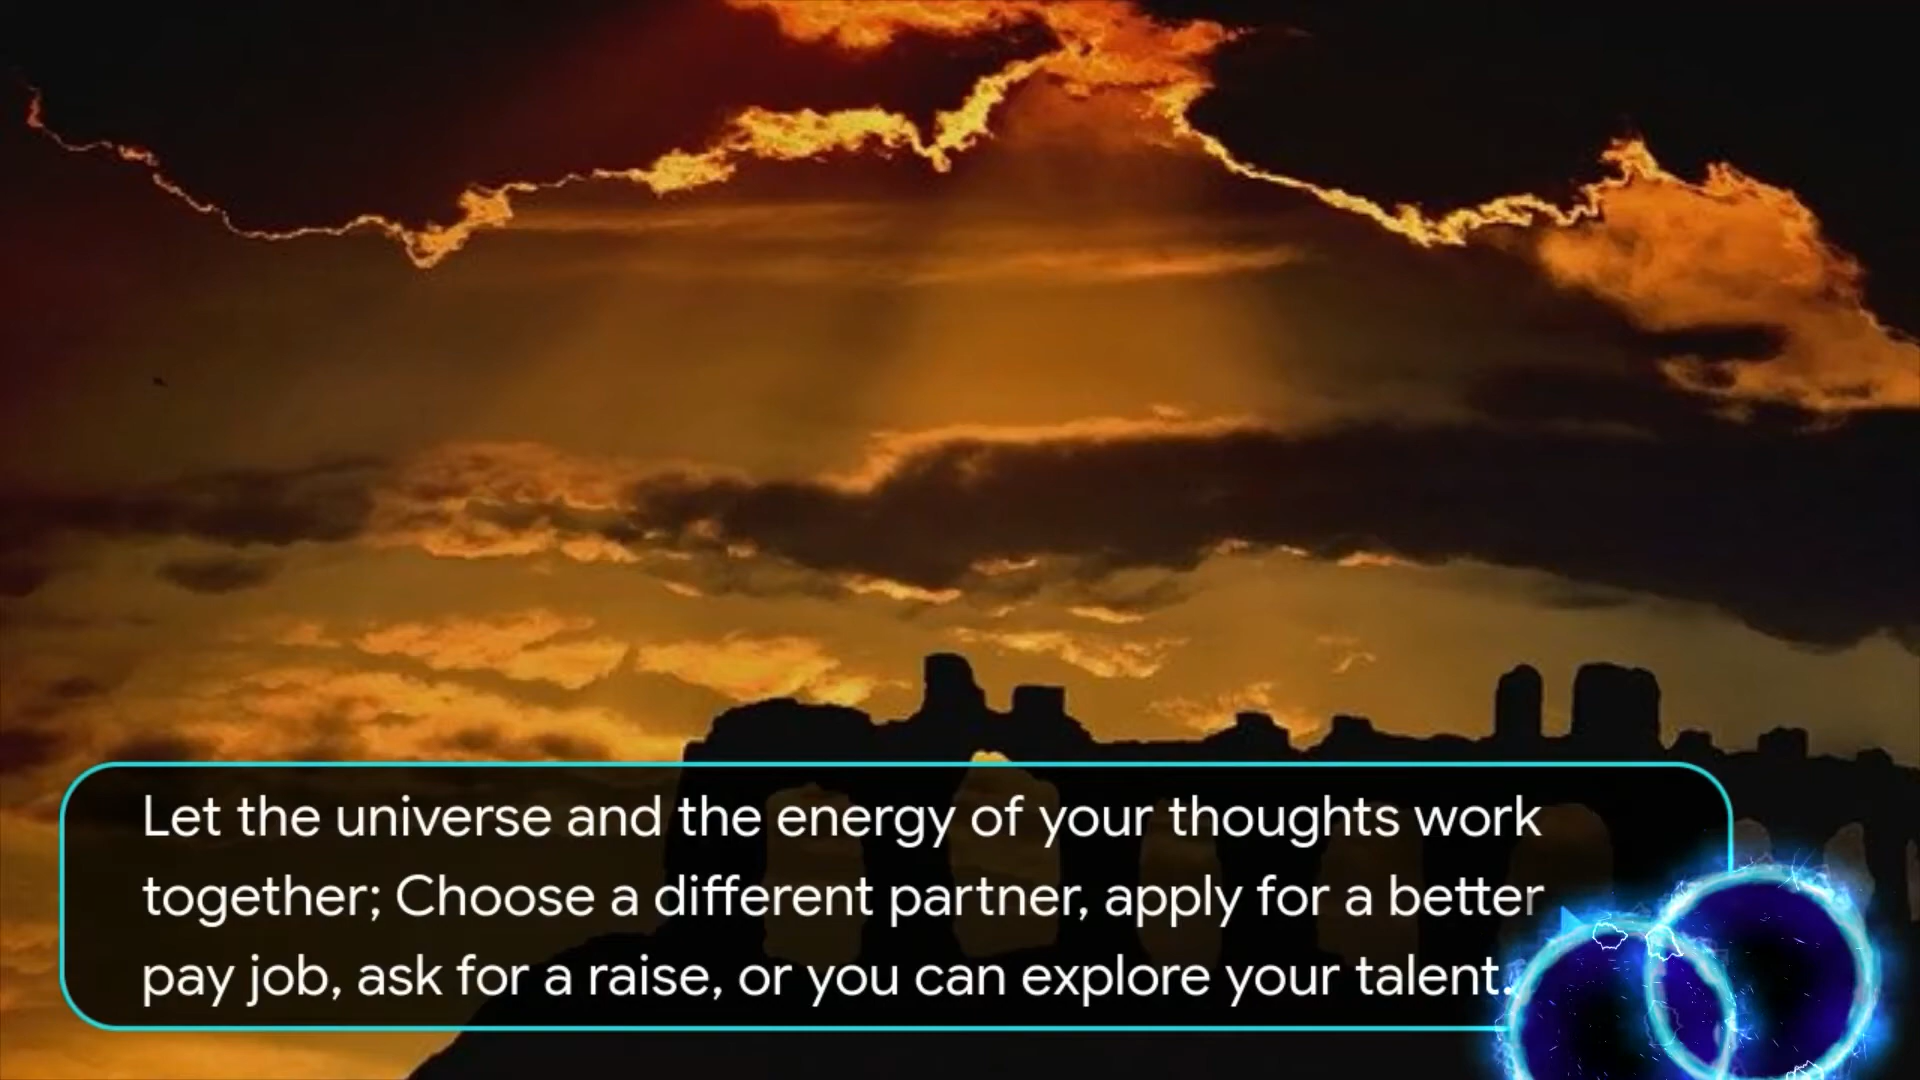 Let the universe and the energy of your thoughts work
together; Choose a different partner, apply for a better
pay job, ask for a raise, or you can explore your talent.